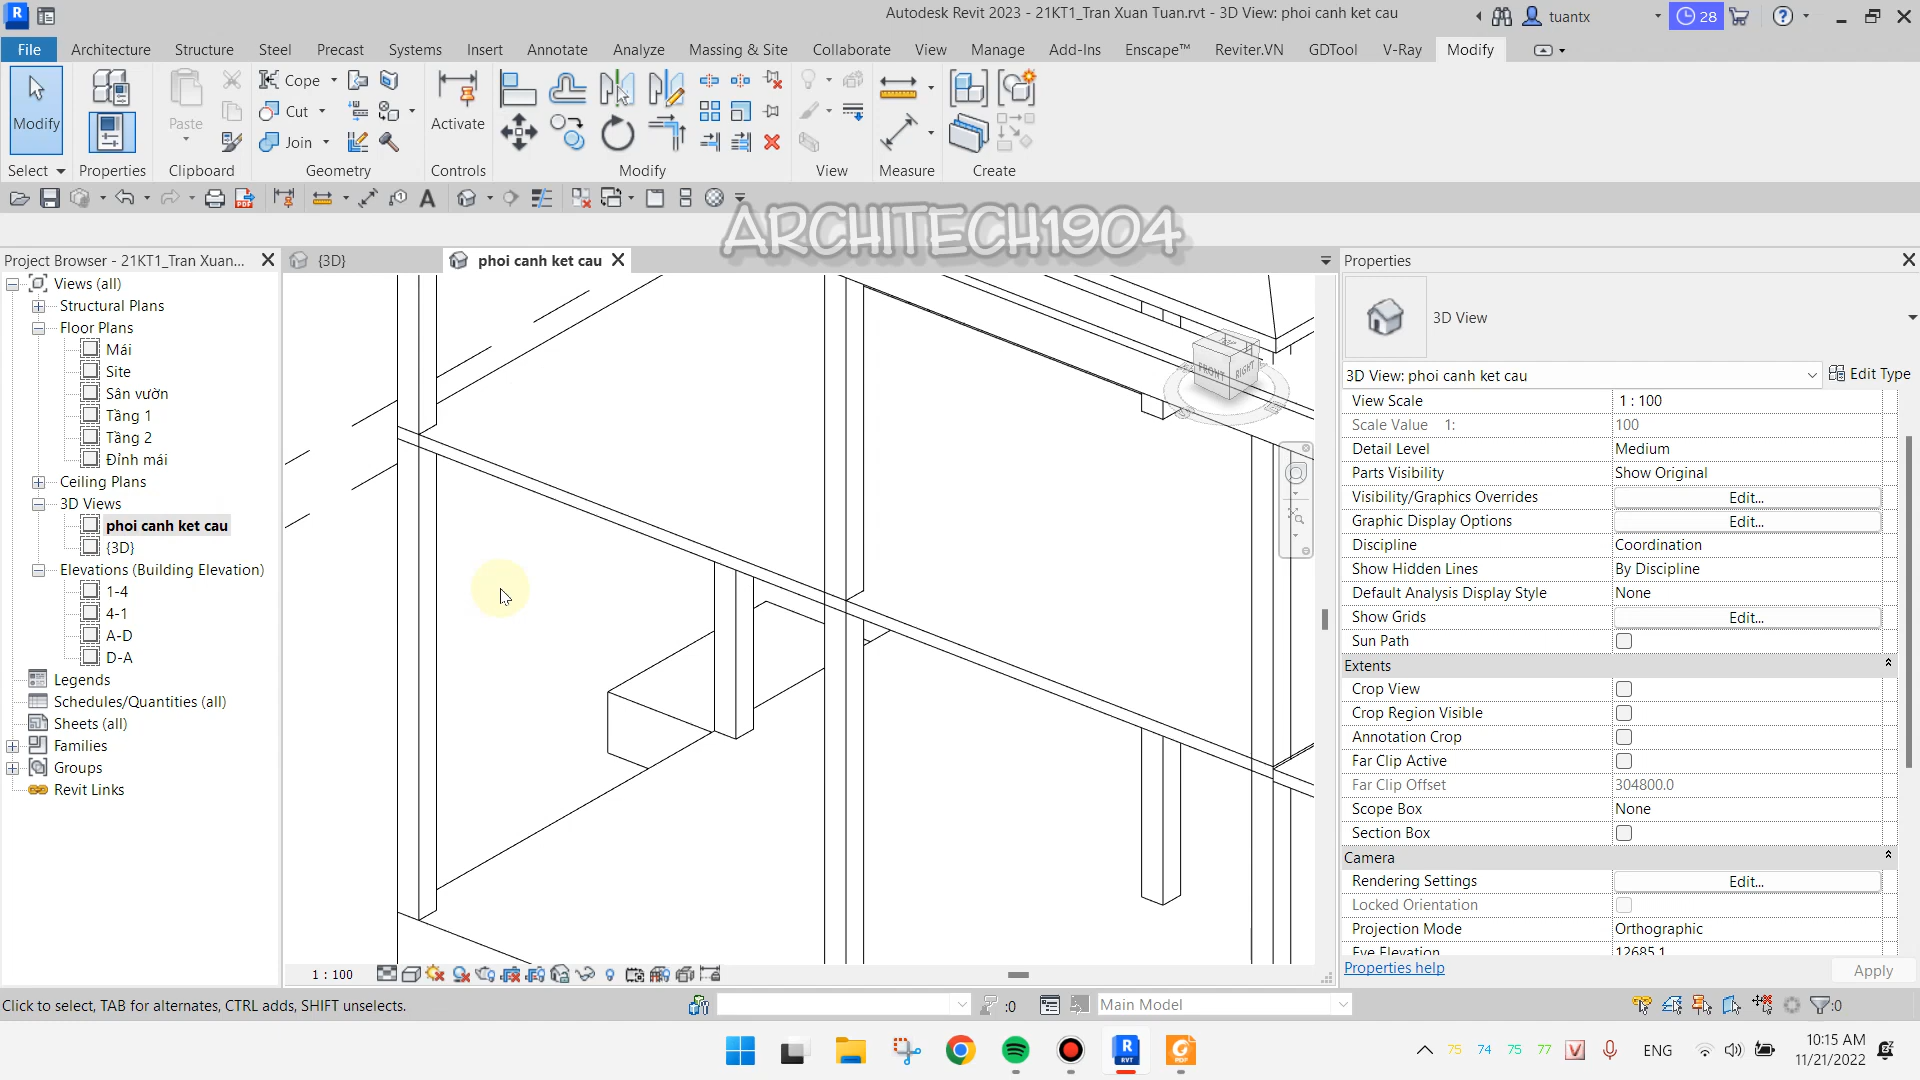 R
Autodesk Revit 2023 - 21KT1_Tran Xuan Tuan.rvt - 3D View: phoi canh ket cau
tuantx
28
File Architecture Structure Steel Precast Systems Insert Annotate Analyze Massing & Site Collaborate View Manage Add-Ins Enscape™ Reviter.VN GDTool V-Ray Modify
Modify
Paste
Cope
Cut
Join
Activate
Select Properties Clipboard Geometry Controls Modify View Measure Create
A
ARCHITECH1904
Project Browser - 21KT1_Tran Xuan...
{3D}
phoi canh ket cau
Properties
Views (all)
Structural Plans
Floor Plans
Mái
Site
Sân vườn
Tầng 1
Tầng 2
Đỉnh mái
Ceiling Plans
3D Views
phoi canh ket cau
{3D}
Elevations (Building Elevation)
1-4
4-1
A-D
D-A
Legends
Schedules/Quantities (all)
Sheets (all)
Families
Groups
Revit Links
FRONT RIGHT
3D View
3D View: phoi canh ket cau
Edit Type
View Scale 1 : 100
Scale Value 1: 100
Detail Level Medium
Parts Visibility Show Original
Visibility/Graphics Overrides Edit...
Graphic Display Options Edit...
Discipline Coordination
Show Hidden Lines By Discipline
Default Analysis Display Style None
Show Grids Edit...
Sun Path
Extents
Crop View
Crop Region Visible
Annotation Crop
Far Clip Active
Far Clip Offset 304800.0
Scope Box None
Section Box
Camera
Rendering Settings Edit...
Locked Orientation
Projection Mode Orthographic
Eye Elevation 12685.1
Properties help
Apply
1 : 100
Click to select, TAB for alternates, CTRL adds, SHIFT unselects.
:0
Main Model
:0
R
RVT
PDF
75 74 75 77
V
ENG
10:15 AM
11/21/2022